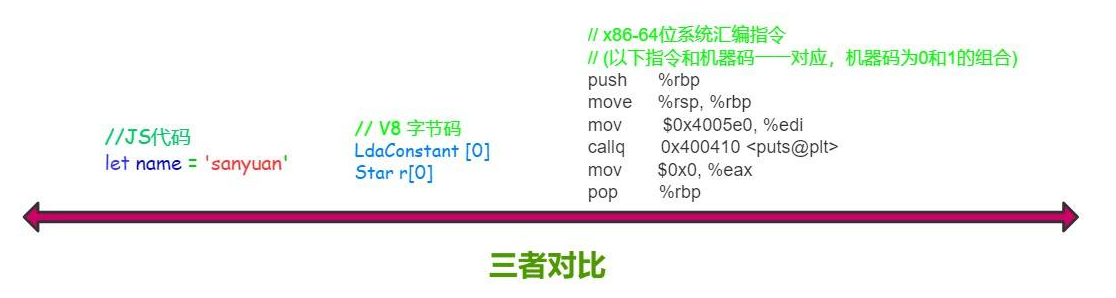 //JS代码
let name = 'sanyuan'
// V8 字节码
LdaConstant [0]
Star r[0]
// x86-64位系统汇编指令
// (以下指令和机器码一一对应，机器码为0和1的组合)
push %rbp
move %rsp, %rbp
mov $0x4005e0, %edi
callq 0x400410 <puts@plt>
mov $0x0, %eax
pop %rbp
三者对比